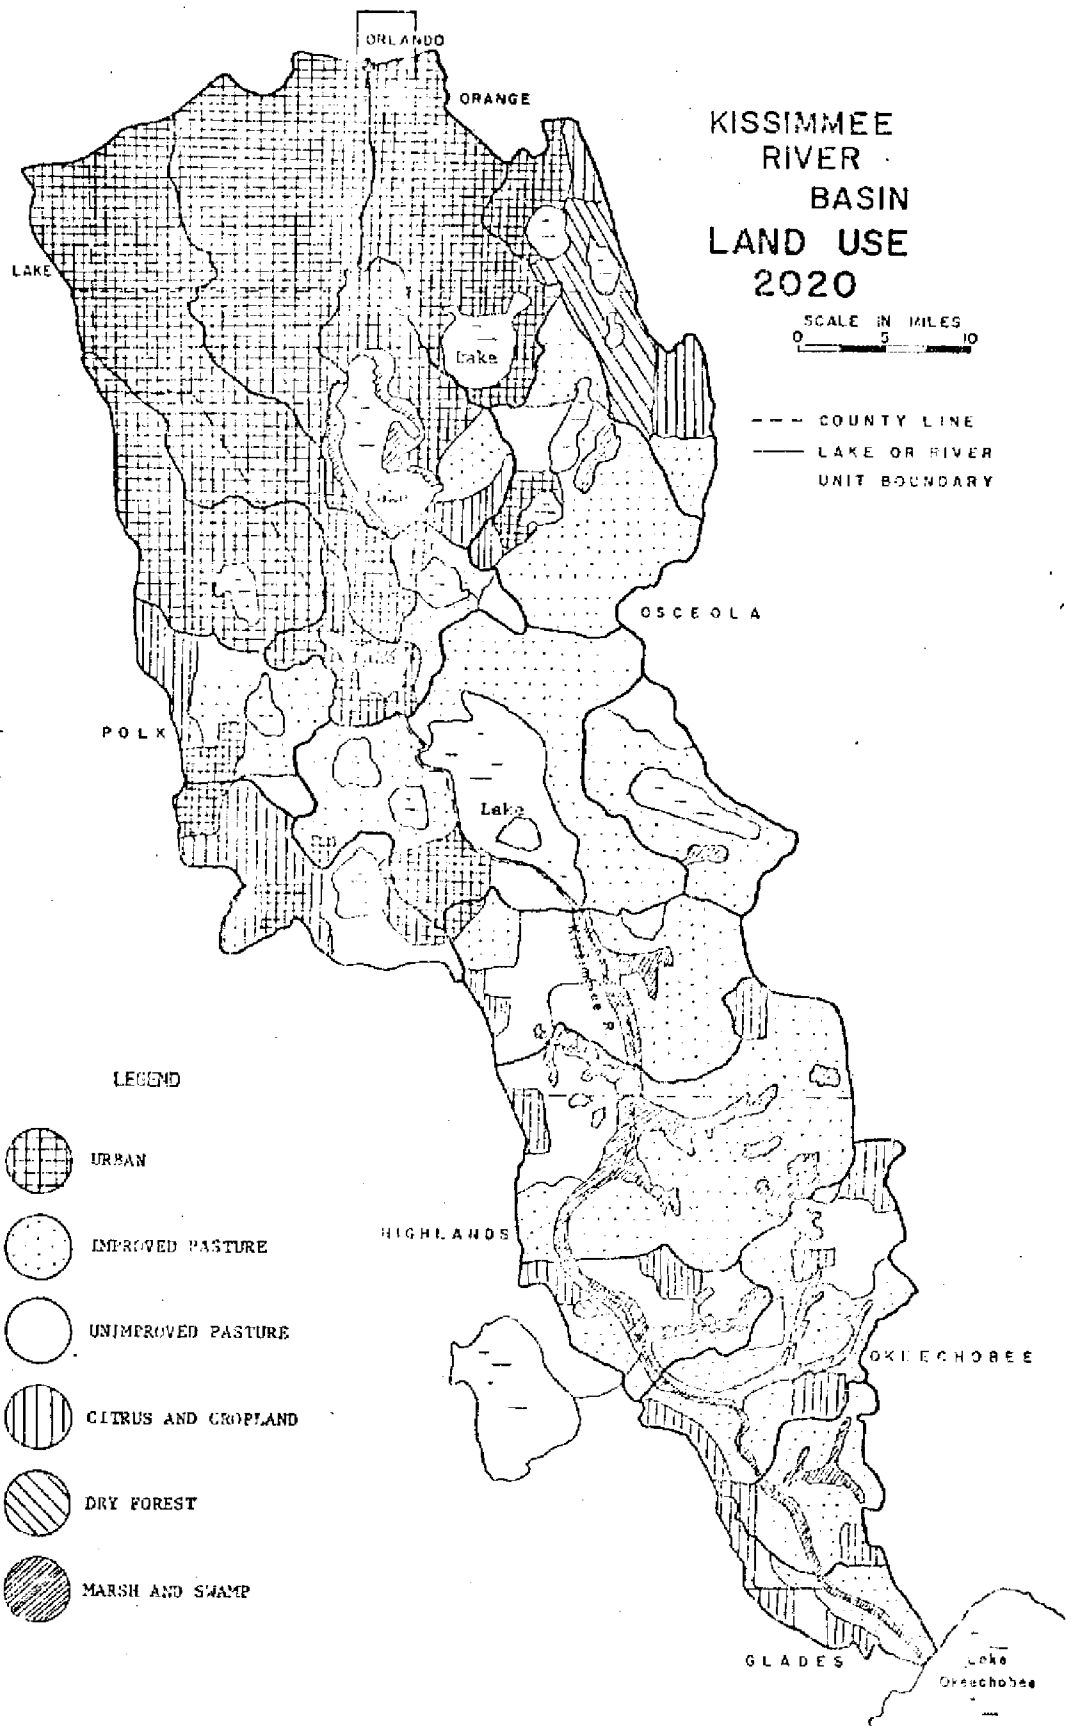 ORLANDO
ORANGE
KISSIMMEE
RIVER
BASIN
LAND USE
2020
SCALE IN MILES
0 5 10
LAKE
Lake
--- COUNTY LINE
—— LAKE OR RIVER
UNIT BOUNDARY
Lake
OSCEOLA
POLK
Lake
LEGEND
URBAN
IMPROVED PASTURE
HIGHLANDS
UNIMPROVED PASTURE
OKEECHOBEE
CITRUS AND CROPLAND
DRY FOREST
MARSH AND SWAMP
GLADES
Lake
Okeechobee